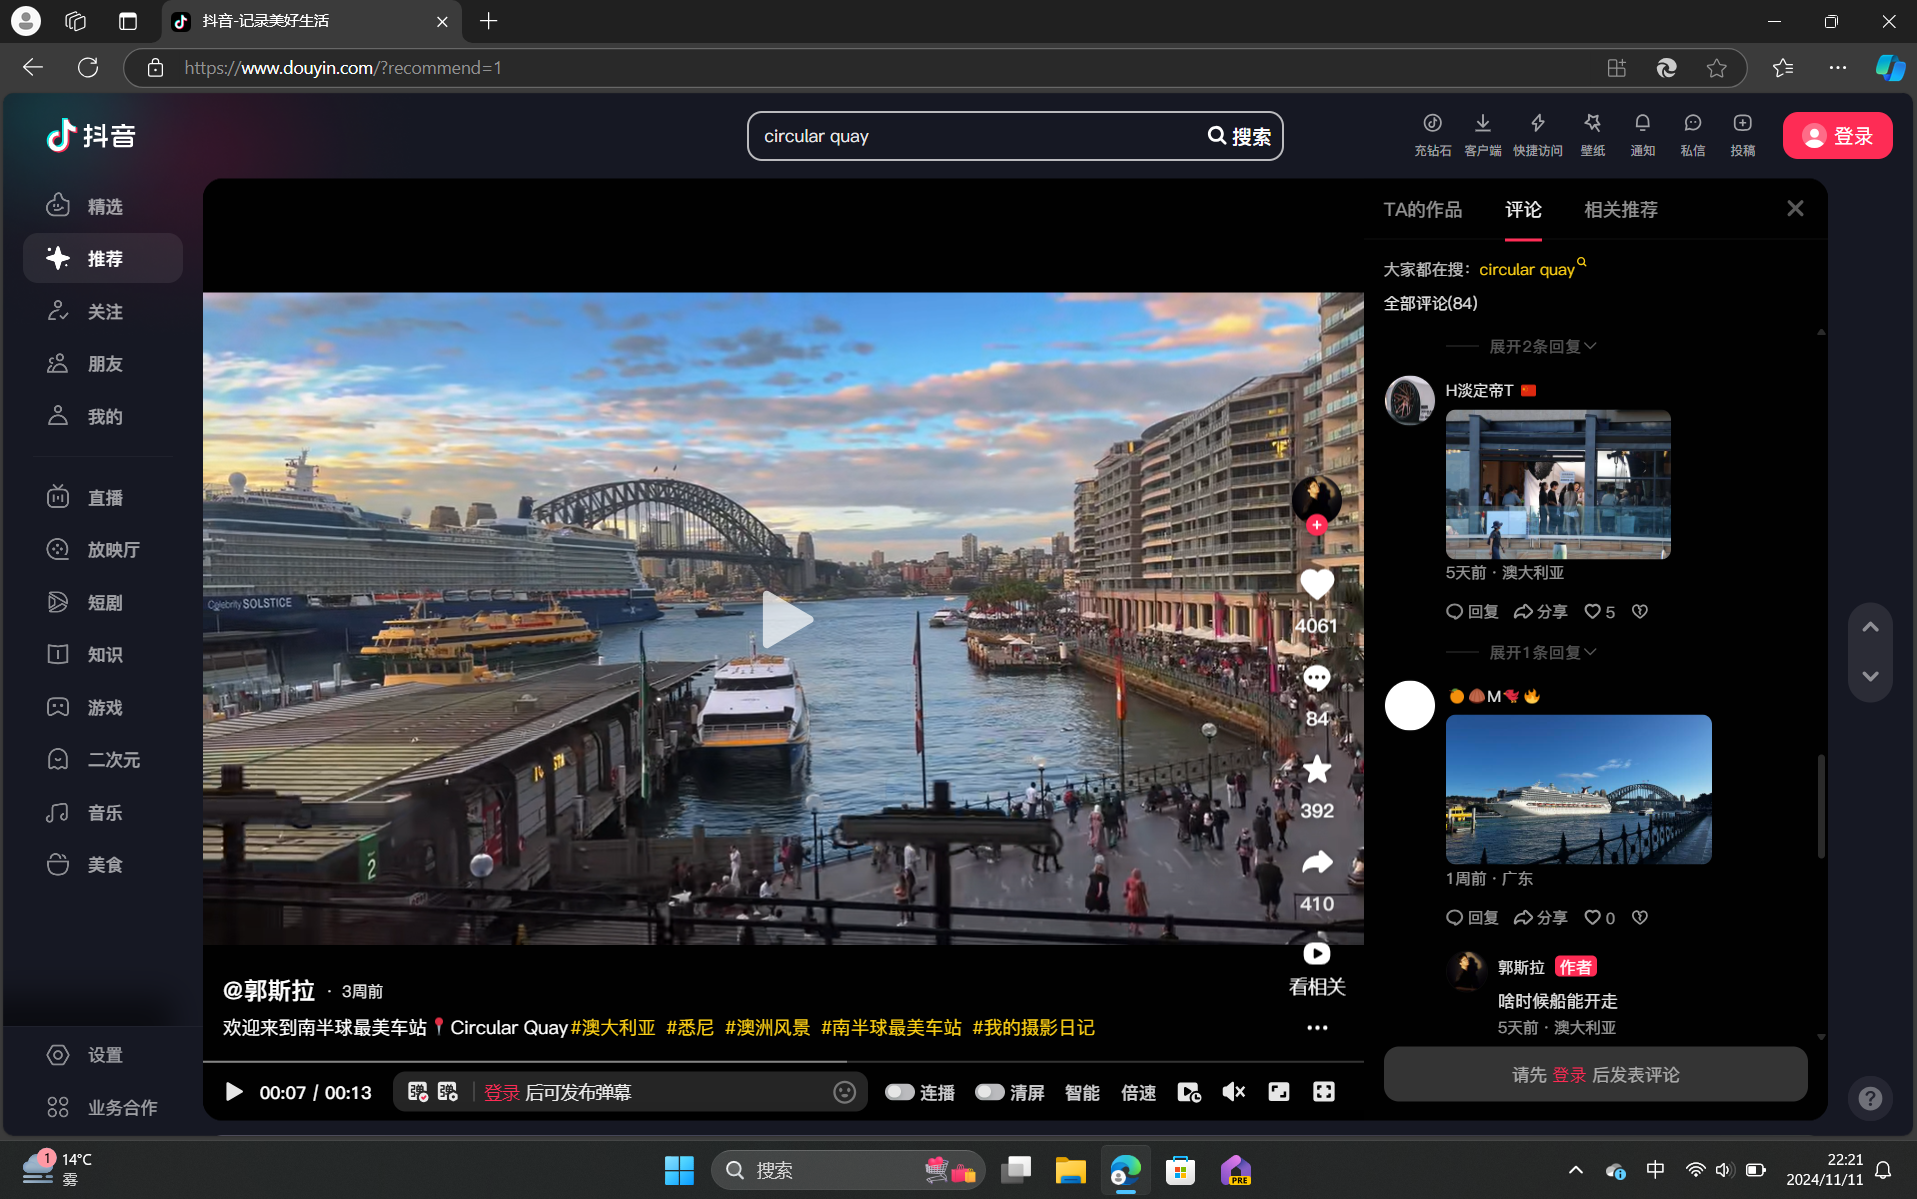 抖音-记录美好生活
https://www.douyin.com/?recommend=1
抖音
circular quay
搜索
充钻石
客户端
快捷访问
壁纸
通知
私信
投稿
登录
精选
推荐
关注
朋友
我的
直播
放映厅
短剧
知识
游戏
二次元
音乐
美食
设置
业务合作
Celebrity SOLSTICE
2
4061
84
392
410
看相关
@郭斯拉 · 3周前
欢迎来到南半球最美车站📍Circular Quay#澳大利亚 #悉尼 #澳洲风景 #南半球最美车站 #我的摄影日记
00:07 / 00:13
弹 弹
登录 后可发布弹幕
连播
清屏
智能
倍速
TA的作品
评论
相关推荐
大家都在搜：circular quay
全部评论(84)
展开2条回复
H淡定帝T 🇨🇳
5天前 · 澳大利亚
回复 分享 5
展开1条回复
M
1周前 · 广东
回复 分享 0
郭斯拉 作者
啥时候船能开走
5天前 · 澳大利亚
请先 登录 后发表评论
1
14°C
雾
搜索
PRE
中
22:21
2024/11/11